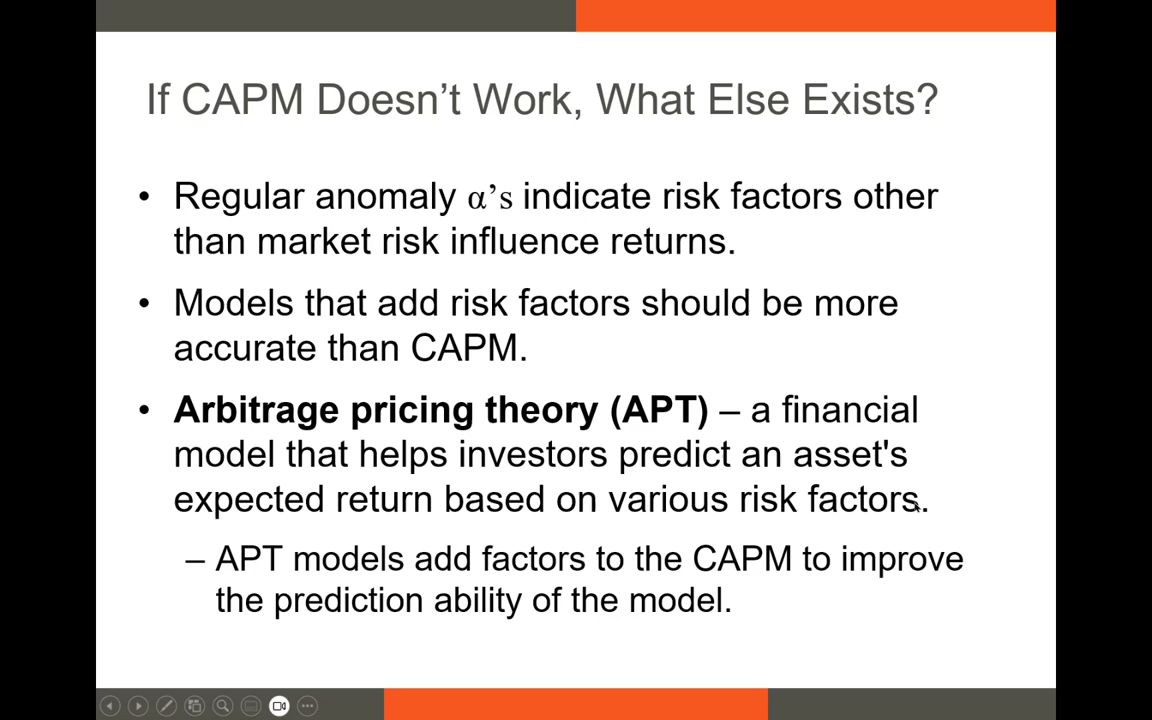 If CAPM Doesn’t Work, What Else Exists?
• Regular anomaly α’s indicate risk factors other
than market risk influence returns.
• Models that add risk factors should be more
accurate than CAPM.
• Arbitrage pricing theory (APT) – a financial
model that helps investors predict an asset's
expected return based on various risk factors.
– APT models add factors to the CAPM to improve
the prediction ability of the model.